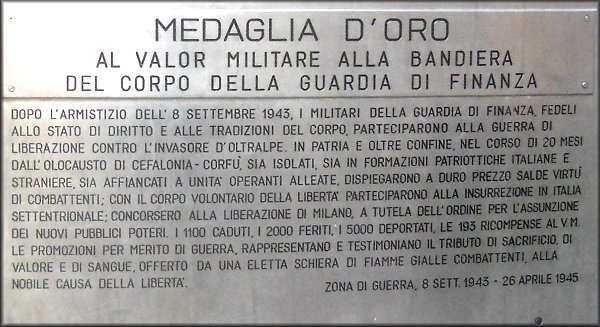 MEDAGLIA D'ORO
AL VALOR MILITARE ALLA BANDIERA
DEL CORPO DELLA GUARDIA DI FINANZA
DOPO L'ARMISTIZIO DELL' 8 SETTEMBRE 1943, I MILITARI DELLA GUARDIA DI FINANZA, FEDELI
ALLO STATO DI DIRITTO E ALLE TRADIZIONI DEL CORPO, PARTECIPARONO ALLA GUERRA DI
LIBERAZIONE CONTRO L'INVASORE D'OLTRALPE. IN PATRIA E OLTRE CONFINE, NEL CORSO DI 20 MESI
DALL'OLOCAUSTO DI CEFALONIA-CORFU', SIA ISOLATI, SIA IN FORMAZIONI PATRIOTTICHE ITALIANE E
STRANIERE, SIA AFFIANCATI A UNITA' OPERANTI ALLEATE, DISPIEGARONO A DURO PREZZO SALDE VIRTU'
DI COMBATTENTI; CON IL CORPO VOLONTARIO DELLA LIBERTA' PARTECIPARONO ALLA INSURREZIONE IN ITALIA
SETTENTRIONALE; CONCORSERO ALLA LIBERAZIONE DI MILANO, A TUTELA DELL'ORDINE PER L'ASSUNZIONE
DEI NUOVI PUBBLICI POTERI. I 1100 CADUTI, I 2000 FERITI, I 5000 DEPORTATI, LE 193 RICOMPENSE AL V.M.
LE PROMOZIONI PER MERITO DI GUERRA, RAPPRESENTANO E TESTIMONIANO IL TRIBUTO DI SACRIFICIO, DI
VALORE E DI SANGUE, OFFERTO DA UNA ELETTA SCHIERA DI FIAMME GIALLE COMBATTENTI, ALLA
NOBILE CAUSA DELLA LIBERTA'.
ZONA DI GUERRA, 8 SETT. 1943 - 26 APRILE 1945